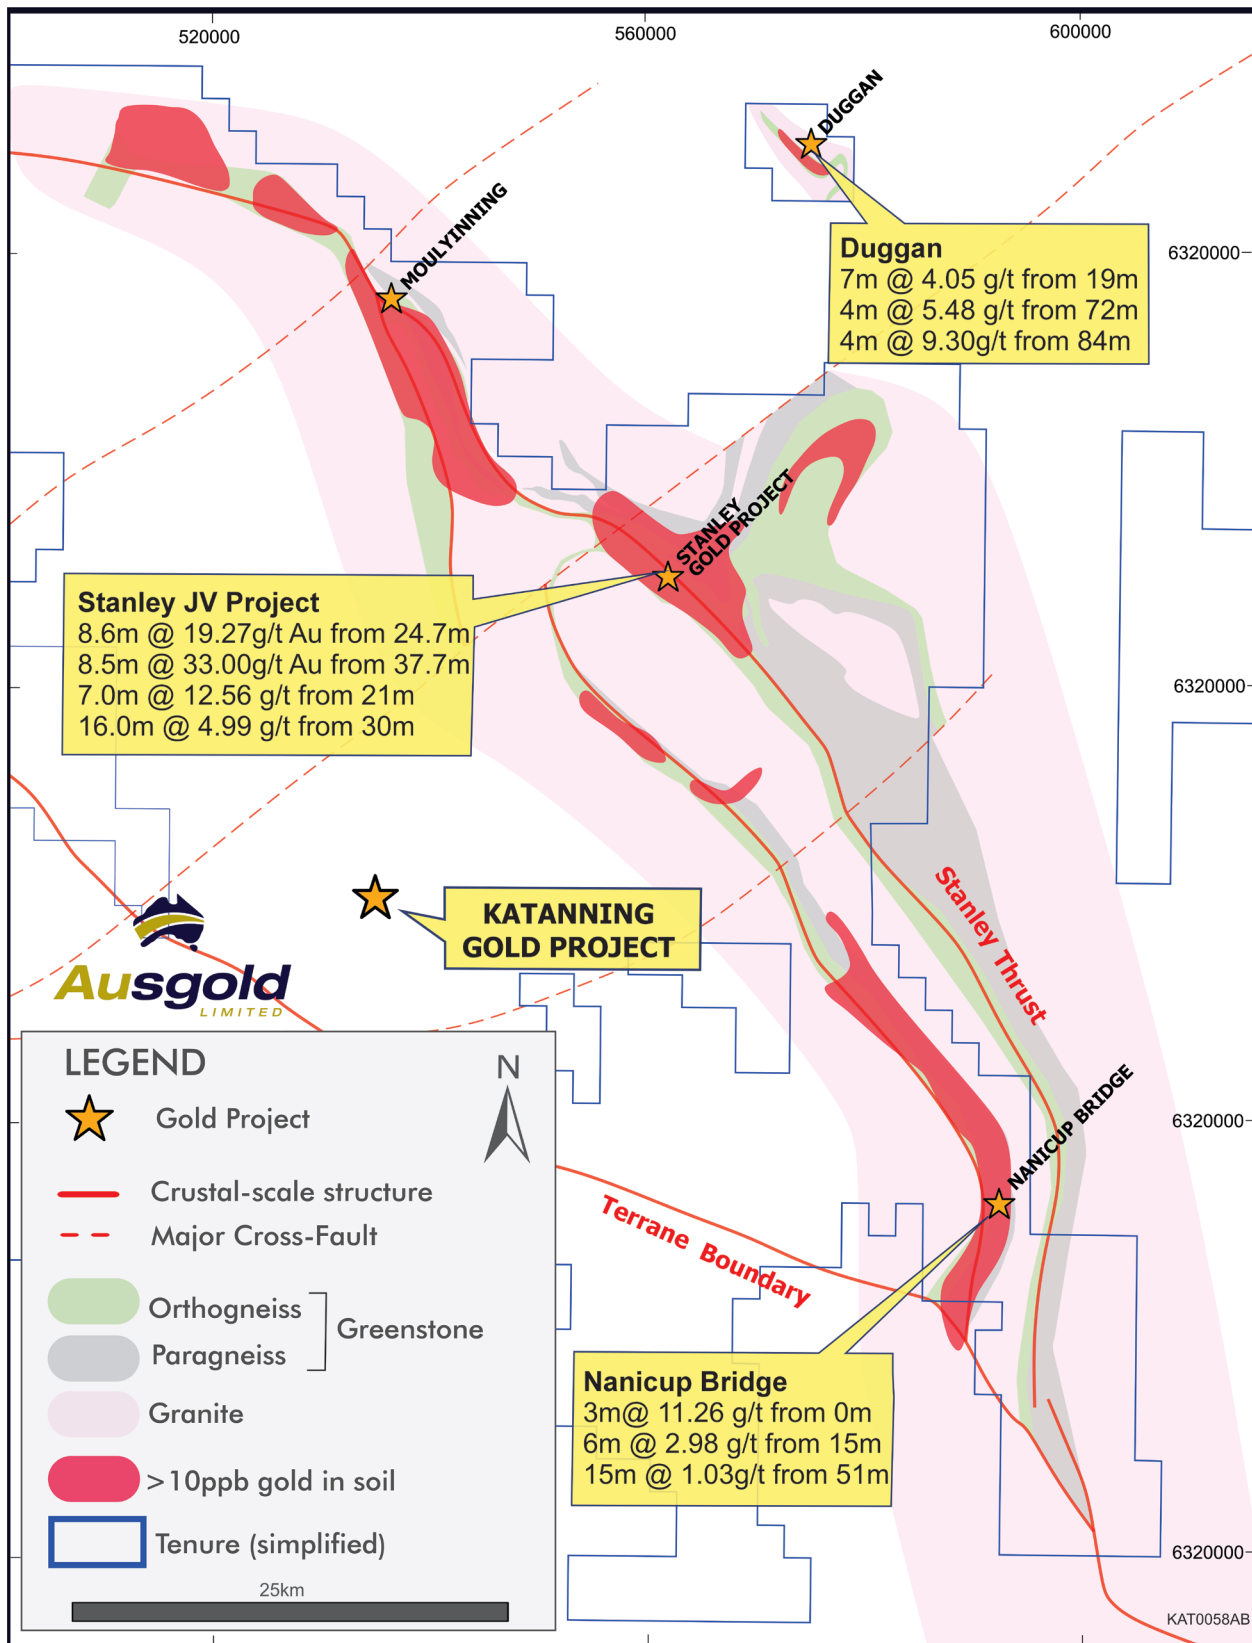 520000
560000
600000
DUGGAN
MOULYINNING
Duggan
7m @ 4.05 g/t from 19m
4m @ 5.48 g/t from 72m
4m @ 9.30g/t from 84m
6320000
STANLEY
GOLD PROJECT
Stanley JV Project
8.6m @ 19.27g/t Au from 24.7m
8.5m @ 33.00g/t Au from 37.7m
7.0m @ 12.56 g/t from 21m
16.0m @ 4.99 g/t from 30m
6320000
Stanley Thrust
KATANNING
GOLD PROJECT
Ausgold
LIMITED
LEGEND
N
Gold Project
Crustal-scale structure
Major Cross-Fault
Orthogneiss
Paragneiss
Greenstone
Granite
>10ppb gold in soil
Tenure (simplified)
25km
6320000
NANICUP BRIDGE
Terrane Boundary
Nanicup Bridge
3m@ 11.26 g/t from 0m
6m @ 2.98 g/t from 15m
15m @ 1.03g/t from 51m
6320000
KAT0058AB